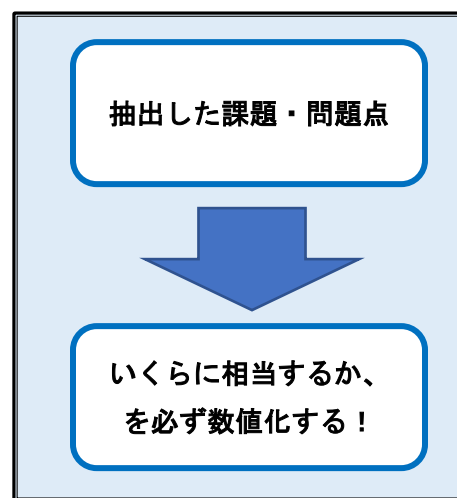 抽出した課題・問題点
いくらに相当するか、
を必ず数値化する！